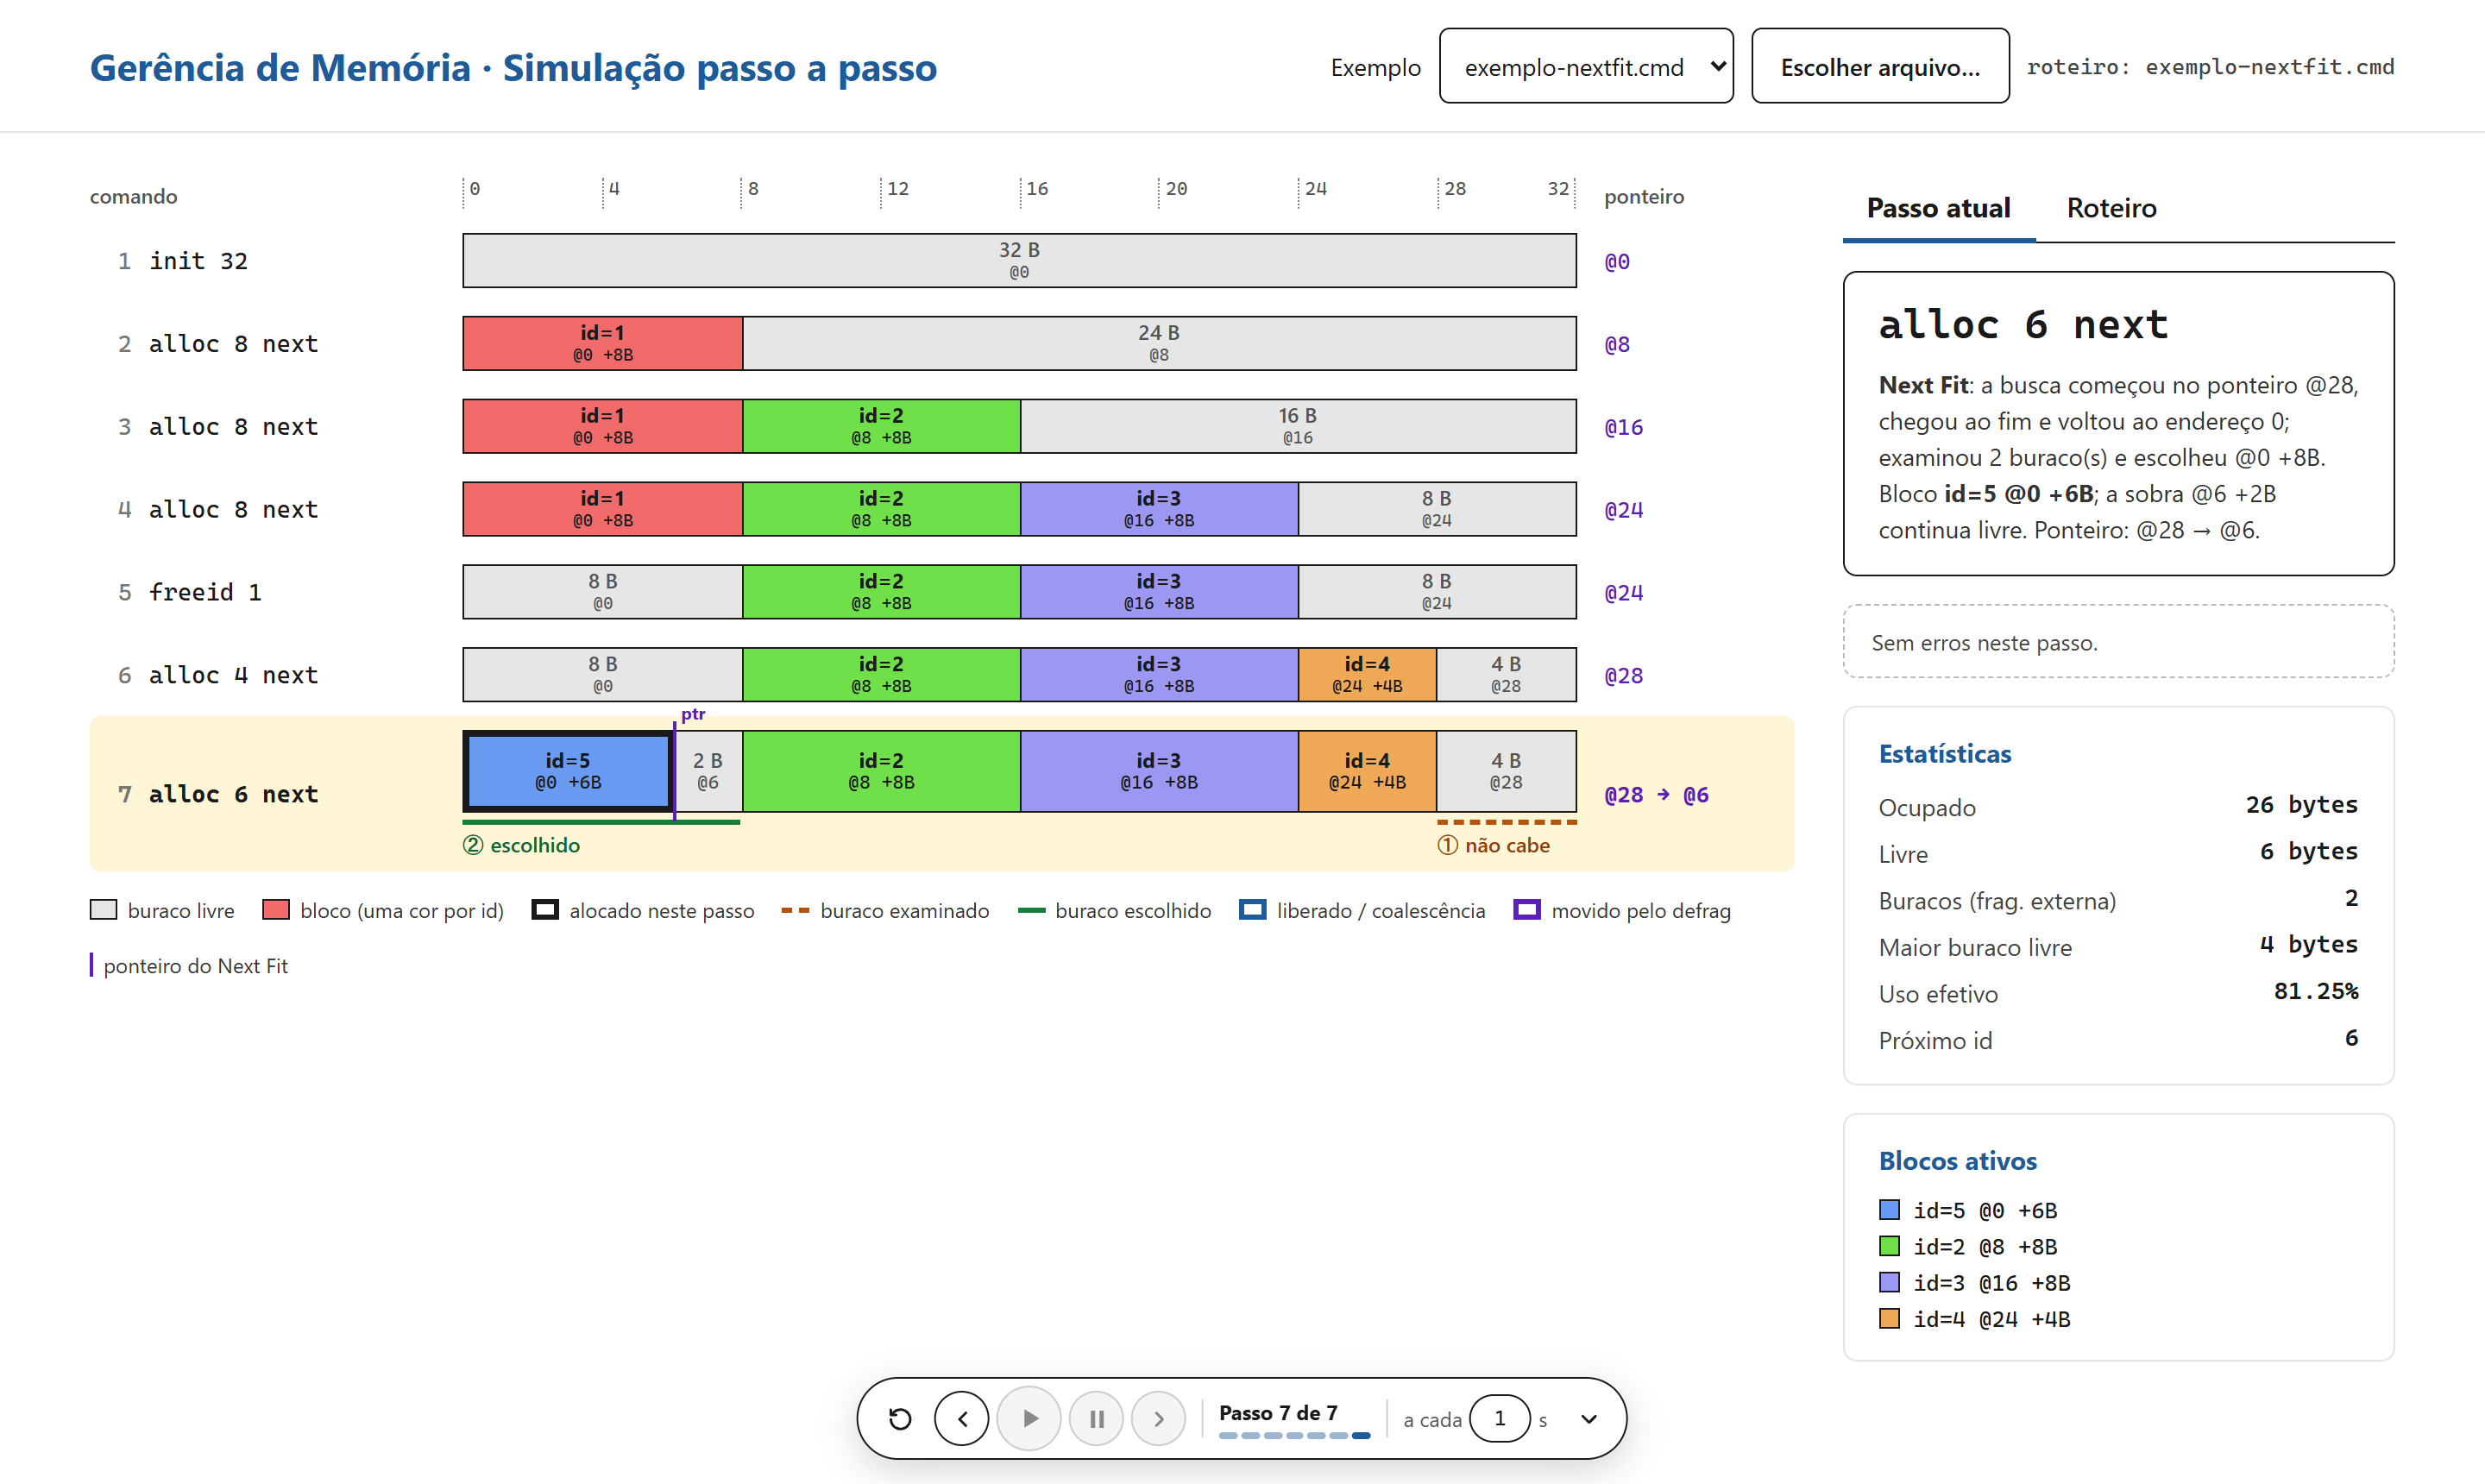 Gerência de Memória · Simulação passo a passo
Exemplo
exemplo-nextfit.cmd
Escolher arquivo...
roteiro: exemplo-nextfit.cmd
comando
0 4 8 12 16 20 24 28 32
ponteiro
1 init 32
32 B
@0
@0
2 alloc 8 next
id=1
@0 +8B
24 B
@8
@8
3 alloc 8 next
id=1
@0 +8B
id=2
@8 +8B
16 B
@16
@16
4 alloc 8 next
id=1
@0 +8B
id=2
@8 +8B
id=3
@16 +8B
8 B
@24
@24
5 freeid 1
8 B
@0
id=2
@8 +8B
id=3
@16 +8B
8 B
@24
@24
6 alloc 4 next
8 B
@0
id=2
@8 +8B
id=3
@16 +8B
id=4
@24 +4B
4 B
@28
@28
ptr
7 alloc 6 next
id=5
@0 +6B
2 B
@6
id=2
@8 +8B
id=3
@16 +8B
id=4
@24 +4B
4 B
@28
@28 → @6
② escolhido
① não cabe
buraco livre
bloco (uma cor por id)
alocado neste passo
buraco examinado
buraco escolhido
liberado / coalescência
movido pelo defrag
ponteiro do Next Fit
Passo atual
Roteiro
alloc 6 next
Next Fit: a busca começou no ponteiro @28,
chegou ao fim e voltou ao endereço 0;
examinou 2 buraco(s) e escolheu @0 +8B.
Bloco id=5 @0 +6B; a sobra @6 +2B
continua livre. Ponteiro: @28 → @6.
Sem erros neste passo.
Estatísticas
Ocupado 26 bytes
Livre 6 bytes
Buracos (frag. externa) 2
Maior buraco livre 4 bytes
Uso efetivo 81.25%
Próximo id 6
Blocos ativos
id=5 @0 +6B
id=2 @8 +8B
id=3 @16 +8B
id=4 @24 +4B
Passo 7 de 7
a cada 1 s